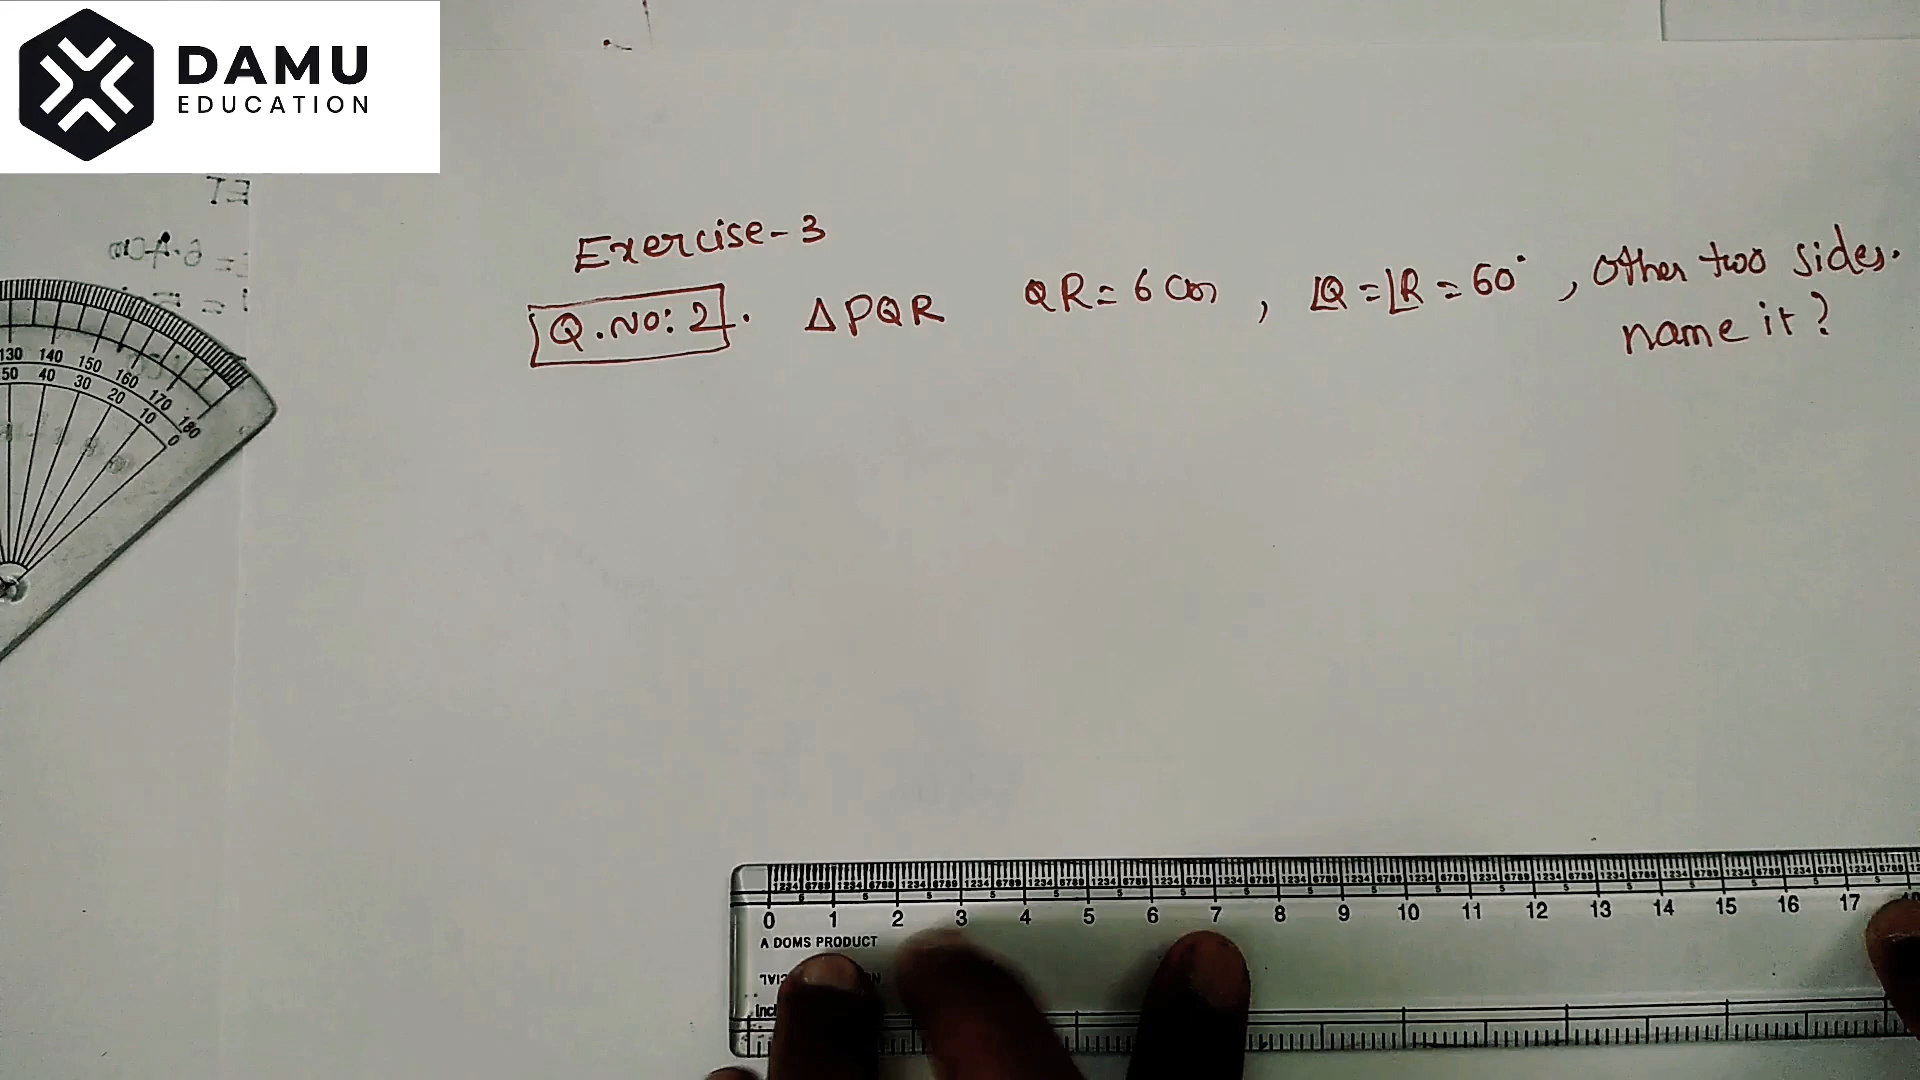 DAMU
EDUCATION
Exercise-3
Q.NO: 2. ΔPQR QR = 6 cm, ∠Q = ∠R = 60°, Other two sides.
name it?
130 140 150 160 170 180
50 40 30 20 10 0
0 1 2 3 4 5 6 7 8 9 10 11 12 13 14 15 16 17
A DOMS PRODUCT